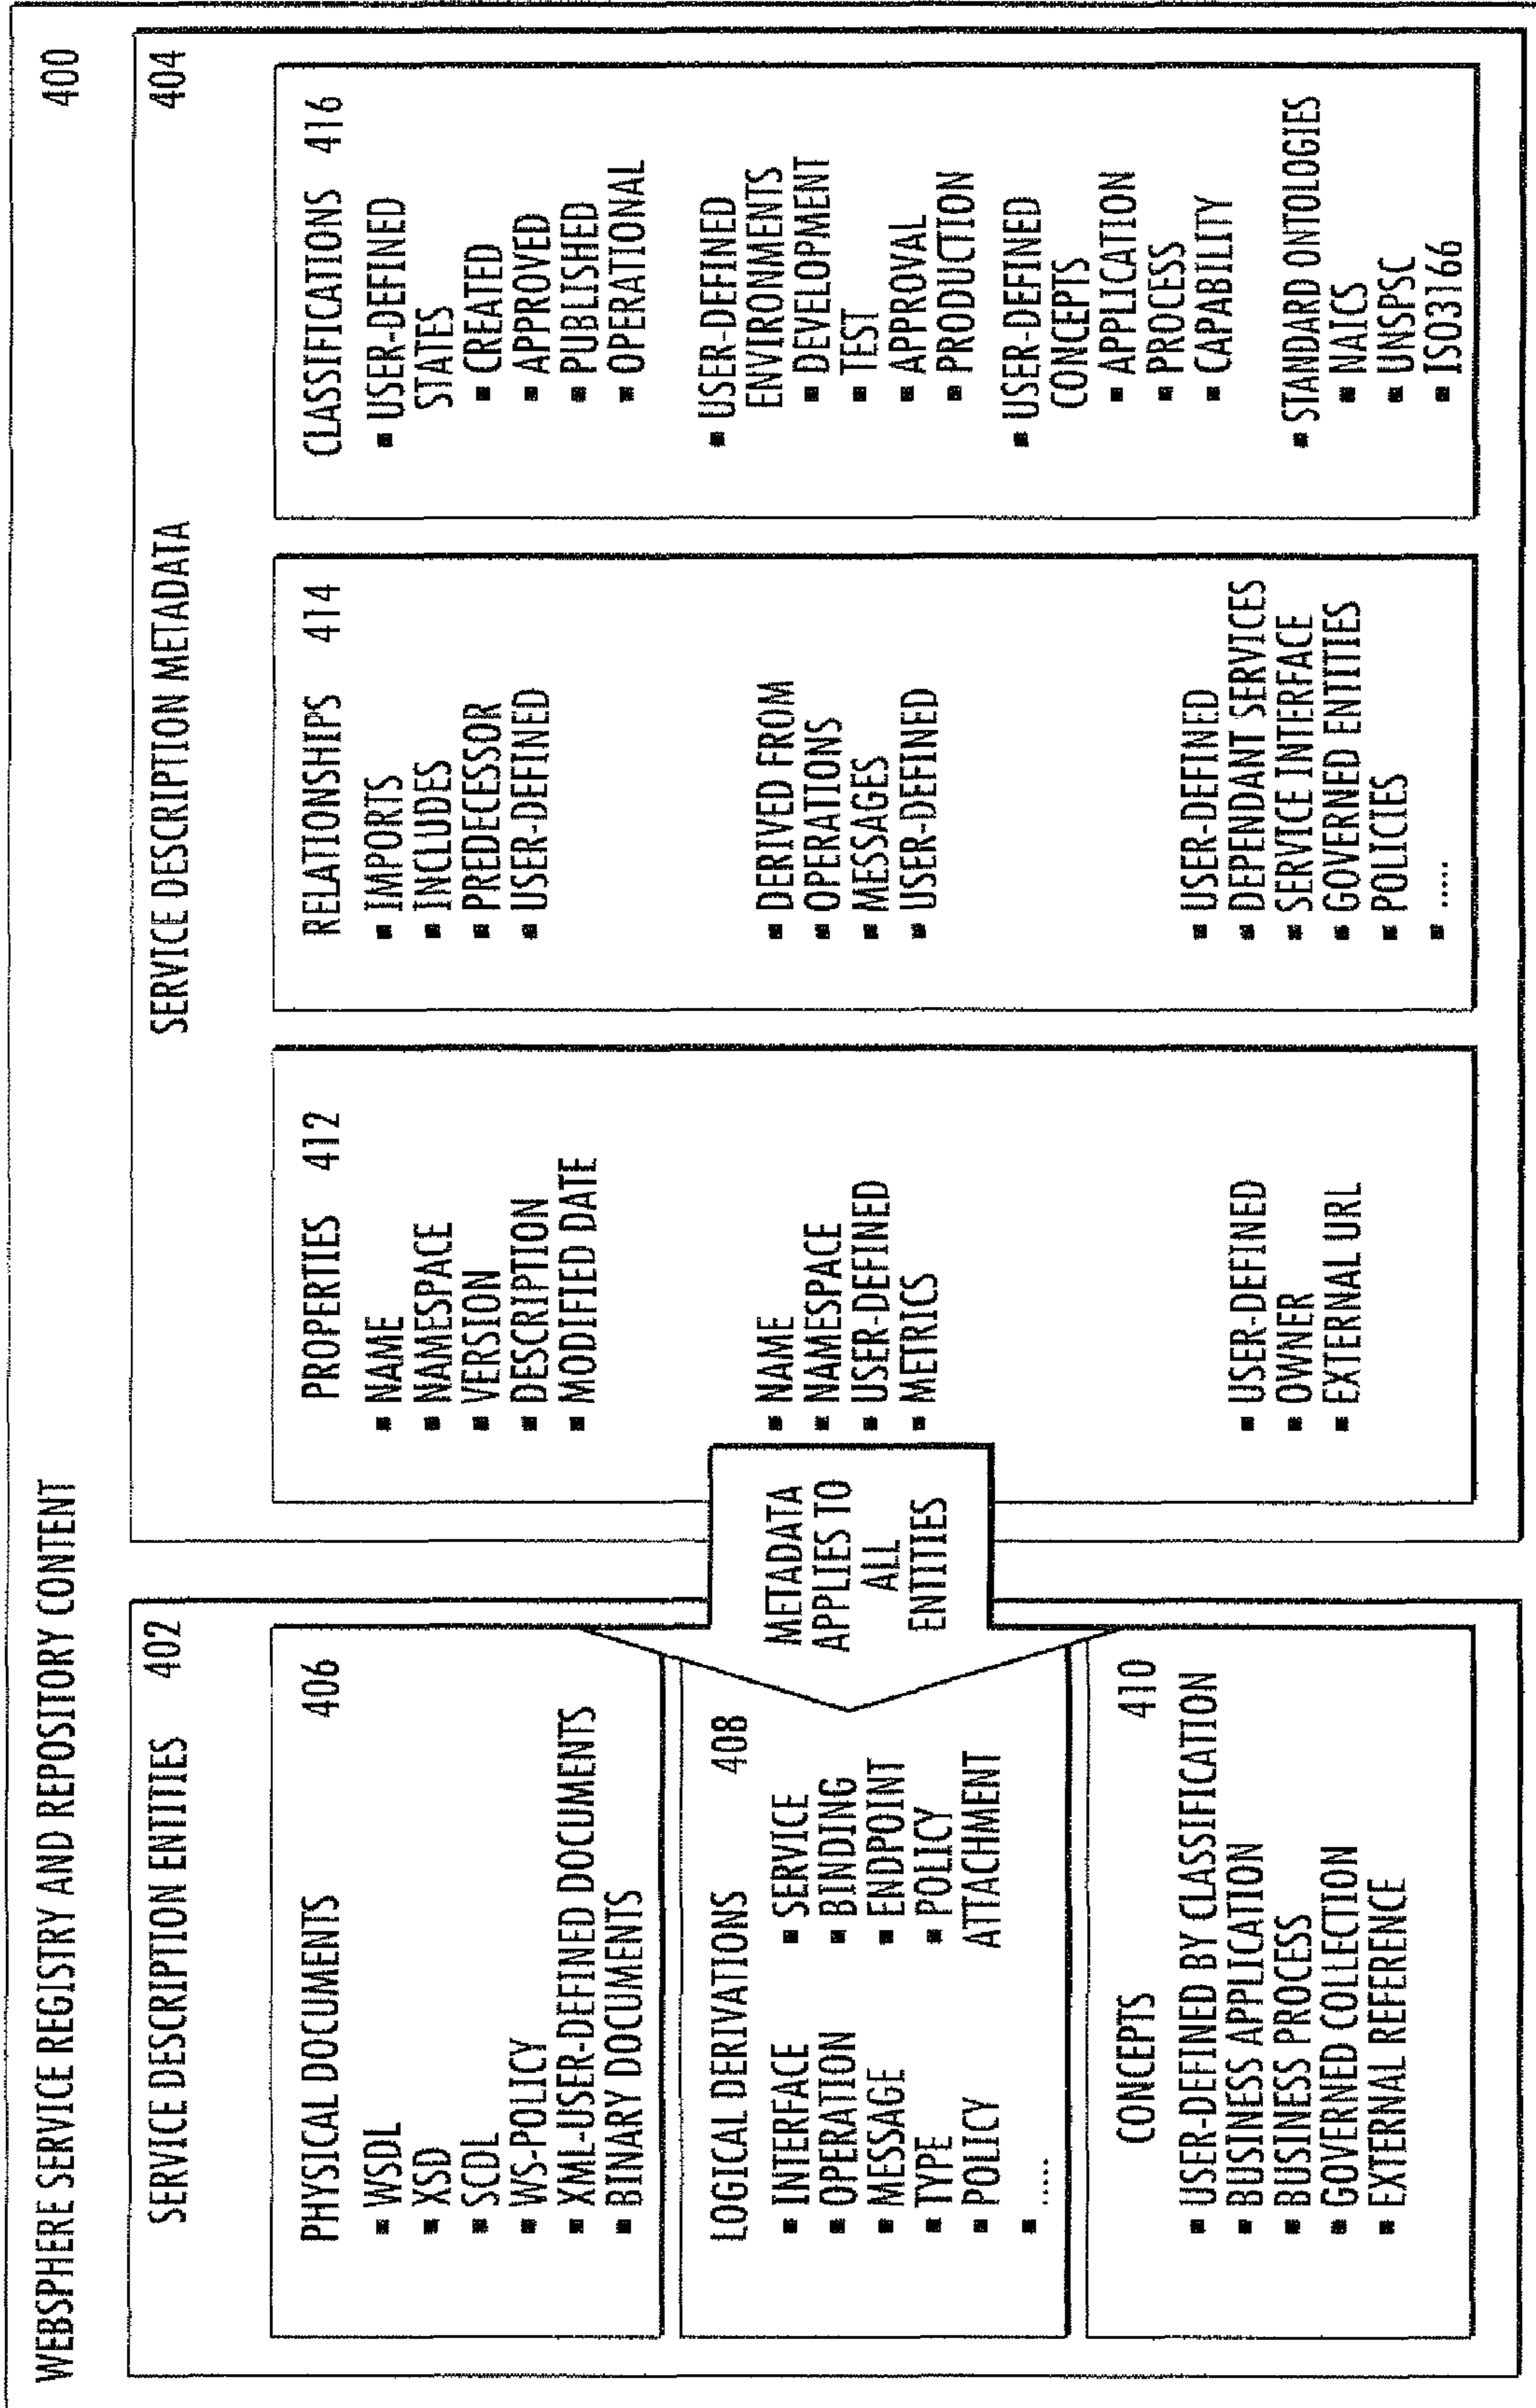 WEBSPHERE SERVICE REGISTRY AND REPOSITORY CONTENT 400
SERVICE DESCRIPTION ENTITIES 402
PHYSICAL DOCUMENTS 406
▪ WSDL
▪ XSD
▪ SCDL
▪ WS-POLICY
▪ XML-USER-DEFINED DOCUMENTS
▪ BINARY DOCUMENTS
LOGICAL DERIVATIONS 408
▪ INTERFACE
▪ OPERATION
▪ MESSAGE
▪ TYPE
▪ POLICY
▪ .....
▪ SERVICE
▪ BINDING
▪ ENDPOINT
▪ POLICY
ATTACHMENT
CONCEPTS 410
▪ USER-DEFINED BY CLASSIFICATION
▪ BUSINESS APPLICATION
▪ BUSINESS PROCESS
▪ GOVERNED COLLECTION
▪ EXTERNAL REFERENCE
METADATA
APPLIES TO
ALL
ENTITIES
SERVICE DESCRIPTION METADATA 404
PROPERTIES 412
▪ NAME
▪ NAMESPACE
▪ VERSION
▪ DESCRIPTION
▪ MODIFIED DATE
▪ NAME
▪ NAMESPACE
▪ USER-DEFINED
▪ METRICS
▪ USER-DEFINED
▪ OWNER
▪ EXTERNAL URL
RELATIONSHIPS 414
▪ IMPORTS
▪ INCLUDES
▪ PREDECESSOR
▪ USER-DEFINED
▪ DERIVED FROM
▪ OPERATIONS
▪ MESSAGES
▪ USER-DEFINED
▪ USER-DEFINED
▪ DEPENDANT SERVICES
▪ SERVICE INTERFACE
▪ GOVERNED ENTITIES
▪ POLICIES
▪ .....
CLASSIFICATIONS 416
▪ USER-DEFINED
STATES
▪ CREATED
▪ APPROVED
▪ PUBLISHED
▪ OPERATIONAL
▪ USER-DEFINED
ENVIRONMENTS
▪ DEVELOPMENT
▪ TEST
▪ APPROVAL
▪ PRODUCTION
▪ USER-DEFINED
CONCEPTS
▪ APPLICATION
▪ PROCESS
▪ CAPABILITY
▪ STANDARD ONTOLOGIES
▪ NAICS
▪ UNSPSC
▪ ISO3166